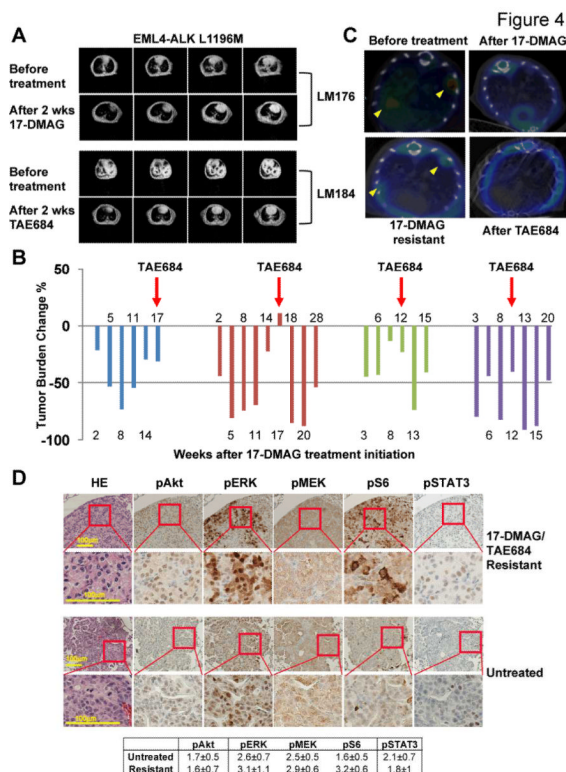 Figure 4
A
EML4-ALK L1196M
Before
treatment
After 2 wks
17-DMAG
LM176
Before
treatment
After 2 wks
TAE684
LM184
C
Before treatment
After 17-DMAG
17-DMAG
resistant
After TAE684
B
Tumor Burden Change %
50
0
-50
-100
TAE684
TAE684
TAE684
TAE684
5 11 17
2 8 14
2 8 14 18 28
5 11 17 20
6 12 15
3 8 13
3 8 13 20
6 12 15
Weeks after 17-DMAG treatment initiation
D
HE pAkt pERK pMEK pS6 pSTAT3
100µm
100µm
17-DMAG/
TAE684
Resistant
100µm
100µm
Untreated
pAkt pERK pMEK pS6 pSTAT3
Untreated 1.7±0.5 2.6±0.7 2.5±0.5 1.6±0.5 2.1±0.7
Resistant 1.6±0.7 3.1±1.1 2.9±0.6 3.2±0.6 1.8±1